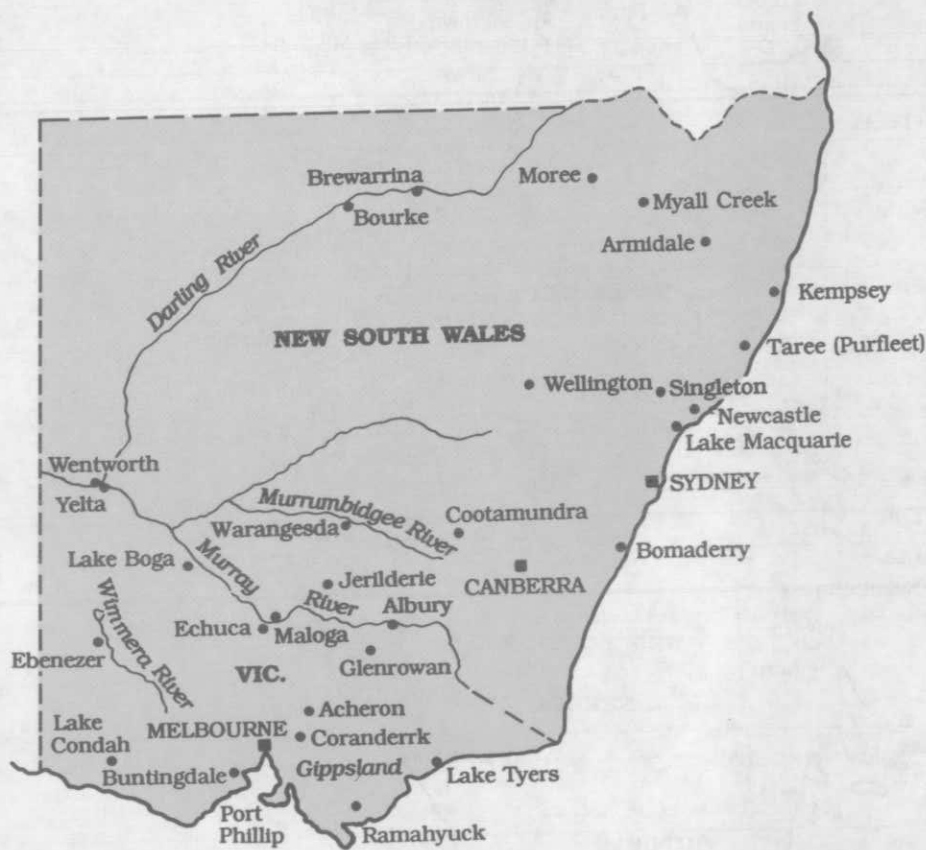 Brewarrina
Moree
Bourke
Myall Creek
Armidale
Darling River
Kempsey
NEW SOUTH WALES
Taree (Purfleet)
Wellington
Singleton
Newcastle
Lake Macquarie
Wentworth
Yelta
SYDNEY
Murrumbidgee River
Warangesda
Cootamundra
Bomaderry
Lake Boga
Murray
River
Jerilderie
CANBERRA
Albury
Echuca
Maloga
Wimmera River
Ebenezer
Glenrowan
VIC.
Acheron
Lake
Condah
MELBOURNE
Coranderrk
Buntingdale
Gippsland
Lake Tyers
Port
Phillip
Ramahyuck